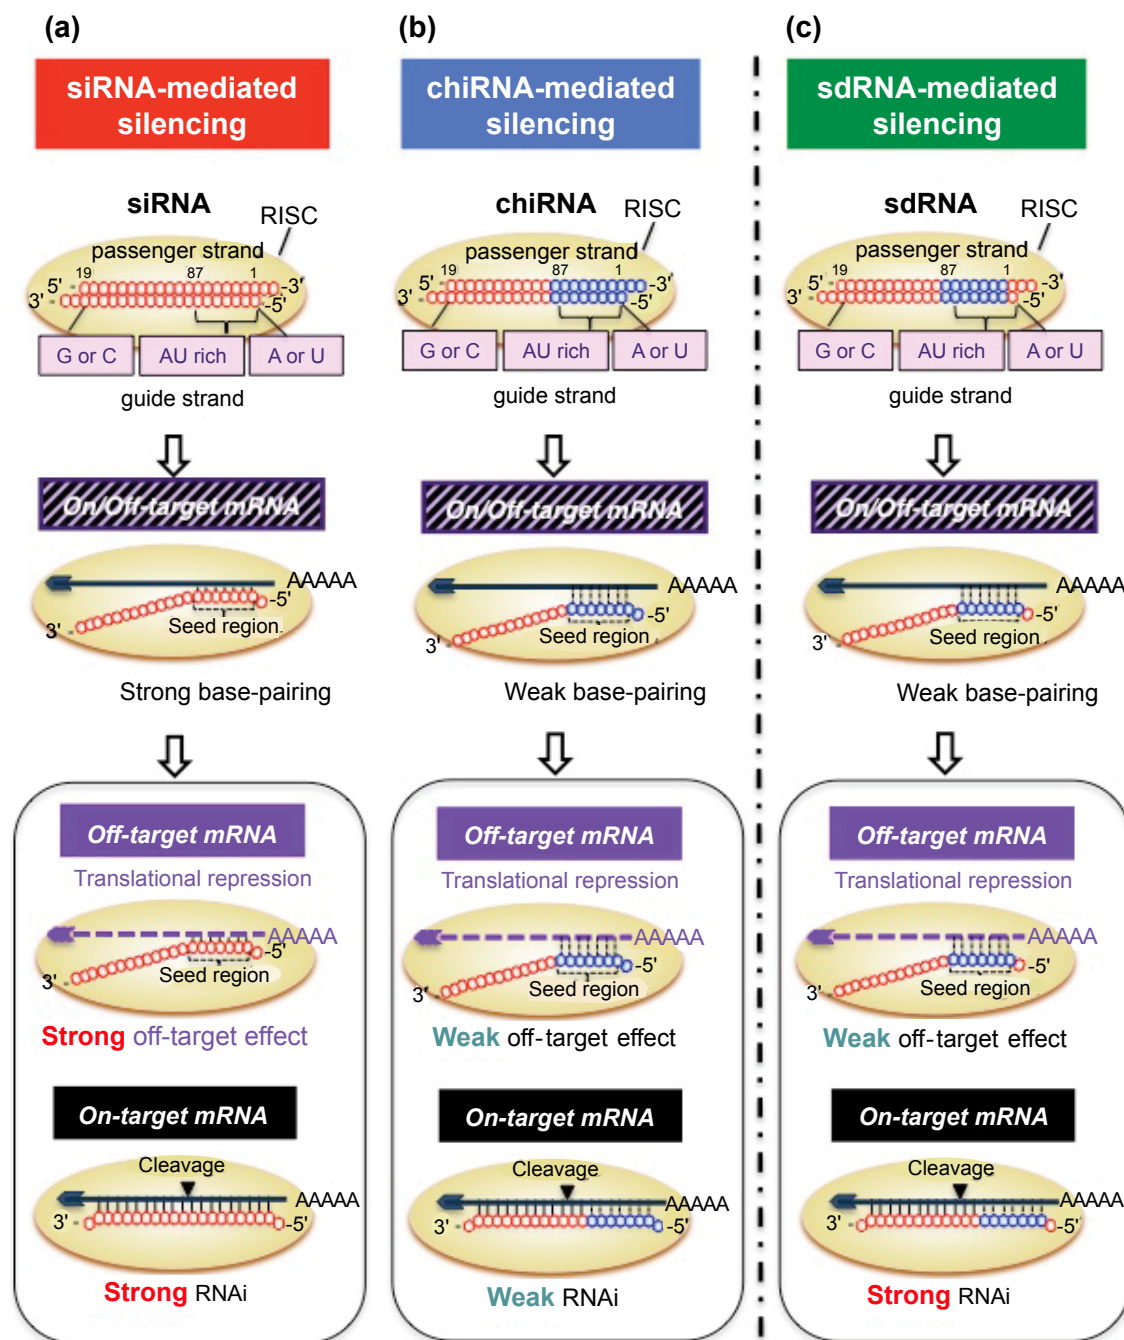 (a)
siRNA-mediated
silencing
siRNA
RISC
passenger strand
19 87 1
5' -3'
3' -5'
G or C AU rich A or U
guide strand
On/Off-target mRNA
AAAAA
-5'
3'
Seed region
Strong base-pairing
Off-target mRNA
Translational repression
AAAAA
-5'
3'
Seed region
Strong off-target effect
On-target mRNA
Cleavage
AAAAA
3' -5'
Strong RNAi
(b)
chiRNA-mediated
silencing
chiRNA
RISC
passenger strand
19 87 1
5' -3'
3' -5'
G or C AU rich A or U
guide strand
On/Off-target mRNA
AAAAA
-5'
3'
Seed region
Weak base-pairing
Off-target mRNA
Translational repression
AAAAA
-5'
3'
Seed region
Weak off-target effect
On-target mRNA
Cleavage
AAAAA
3' -5'
Weak RNAi
(c)
sdRNA-mediated
silencing
sdRNA
RISC
passenger strand
19 87 1
5' -3'
3' -5'
G or C AU rich A or U
guide strand
On/Off-target mRNA
AAAAA
-5'
3'
Seed region
Weak base-pairing
Off-target mRNA
Translational repression
AAAAA
-5'
3'
Seed region
Weak off-target effect
On-target mRNA
Cleavage
AAAAA
3' -5'
Strong RNAi